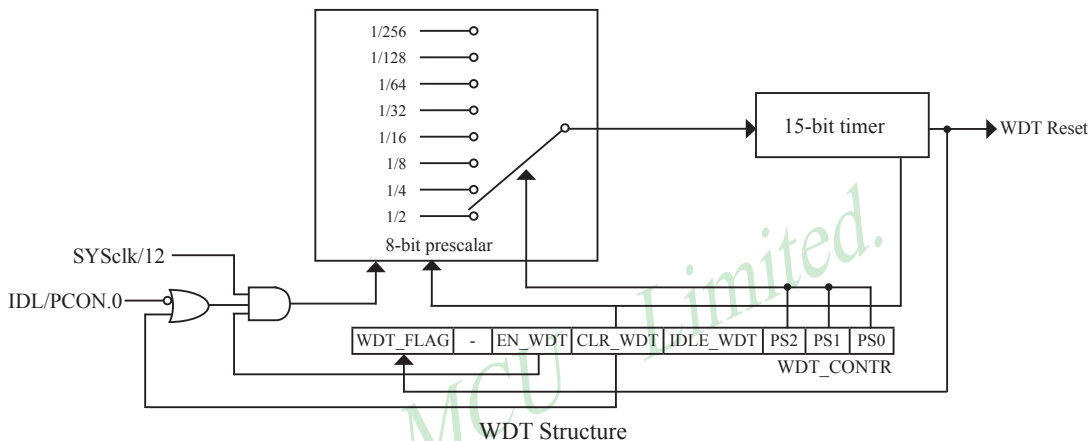 1/256
1/128
1/64
1/32
1/16
1/8
1/4
1/2
8-bit prescalar
15-bit timer
WDT Reset
SYSclk/12
IDL/PCON.0
WDT_FLAG - EN_WDT CLR_WDT IDLE_WDT PS2 PS1 PS0
WDT_CONTR
MCU Limited.
WDT Structure